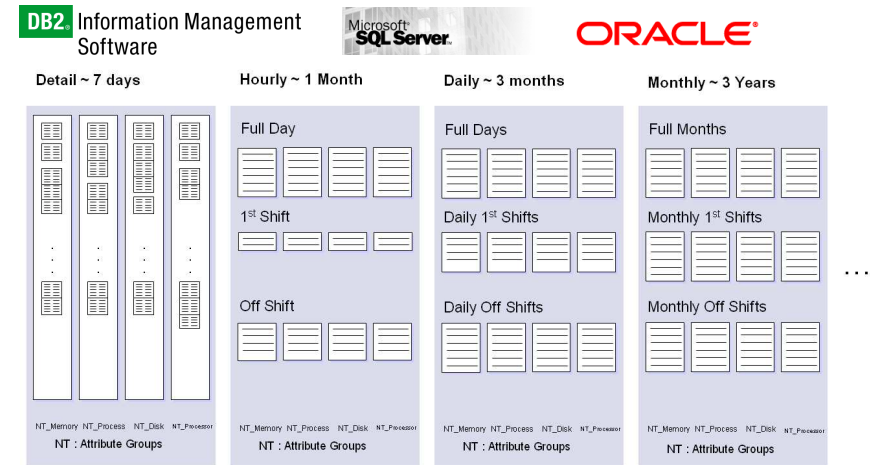 DB2. Information Management
Software
Microsoft®
SQL Server™
ORACLE®
Detail ~ 7 days
NT_Memory NT_Process NT_Disk NT_Processor
NT : Attribute Groups
Hourly ~ 1 Month
Full Day
1st Shift
Off Shift
NT_Memory NT_Process NT_Disk NT_Processor
NT : Attribute Groups
Daily ~ 3 months
Full Days
Daily 1st Shifts
Daily Off Shifts
NT_Memory NT_Process NT_Disk NT_Processor
NT : Attribute Groups
Monthly ~ 3 Years
Full Months
Monthly 1st Shifts
Monthly Off Shifts
NT_Memory NT_Process NT_Disk NT_Processor
NT : Attribute Groups
...